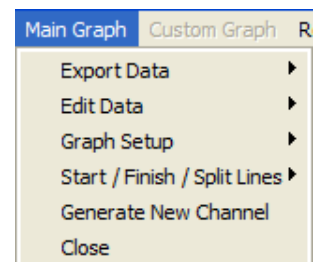 Main Graph Custom Graph R
Export Data
Edit Data
Graph Setup
Start / Finish / Split Lines
Generate New Channel
Close